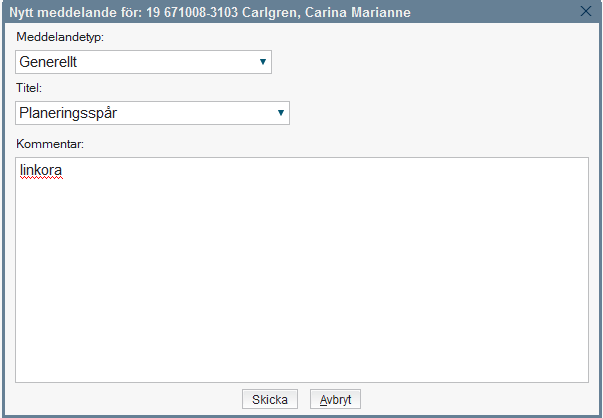 Nytt meddelande för: 19 671008-3103 Carlgren, Carina Marianne
Meddelandetyp:
Generellt
Titel:
Planeringsspår
Kommentar:
linkora
Skicka Avbryt